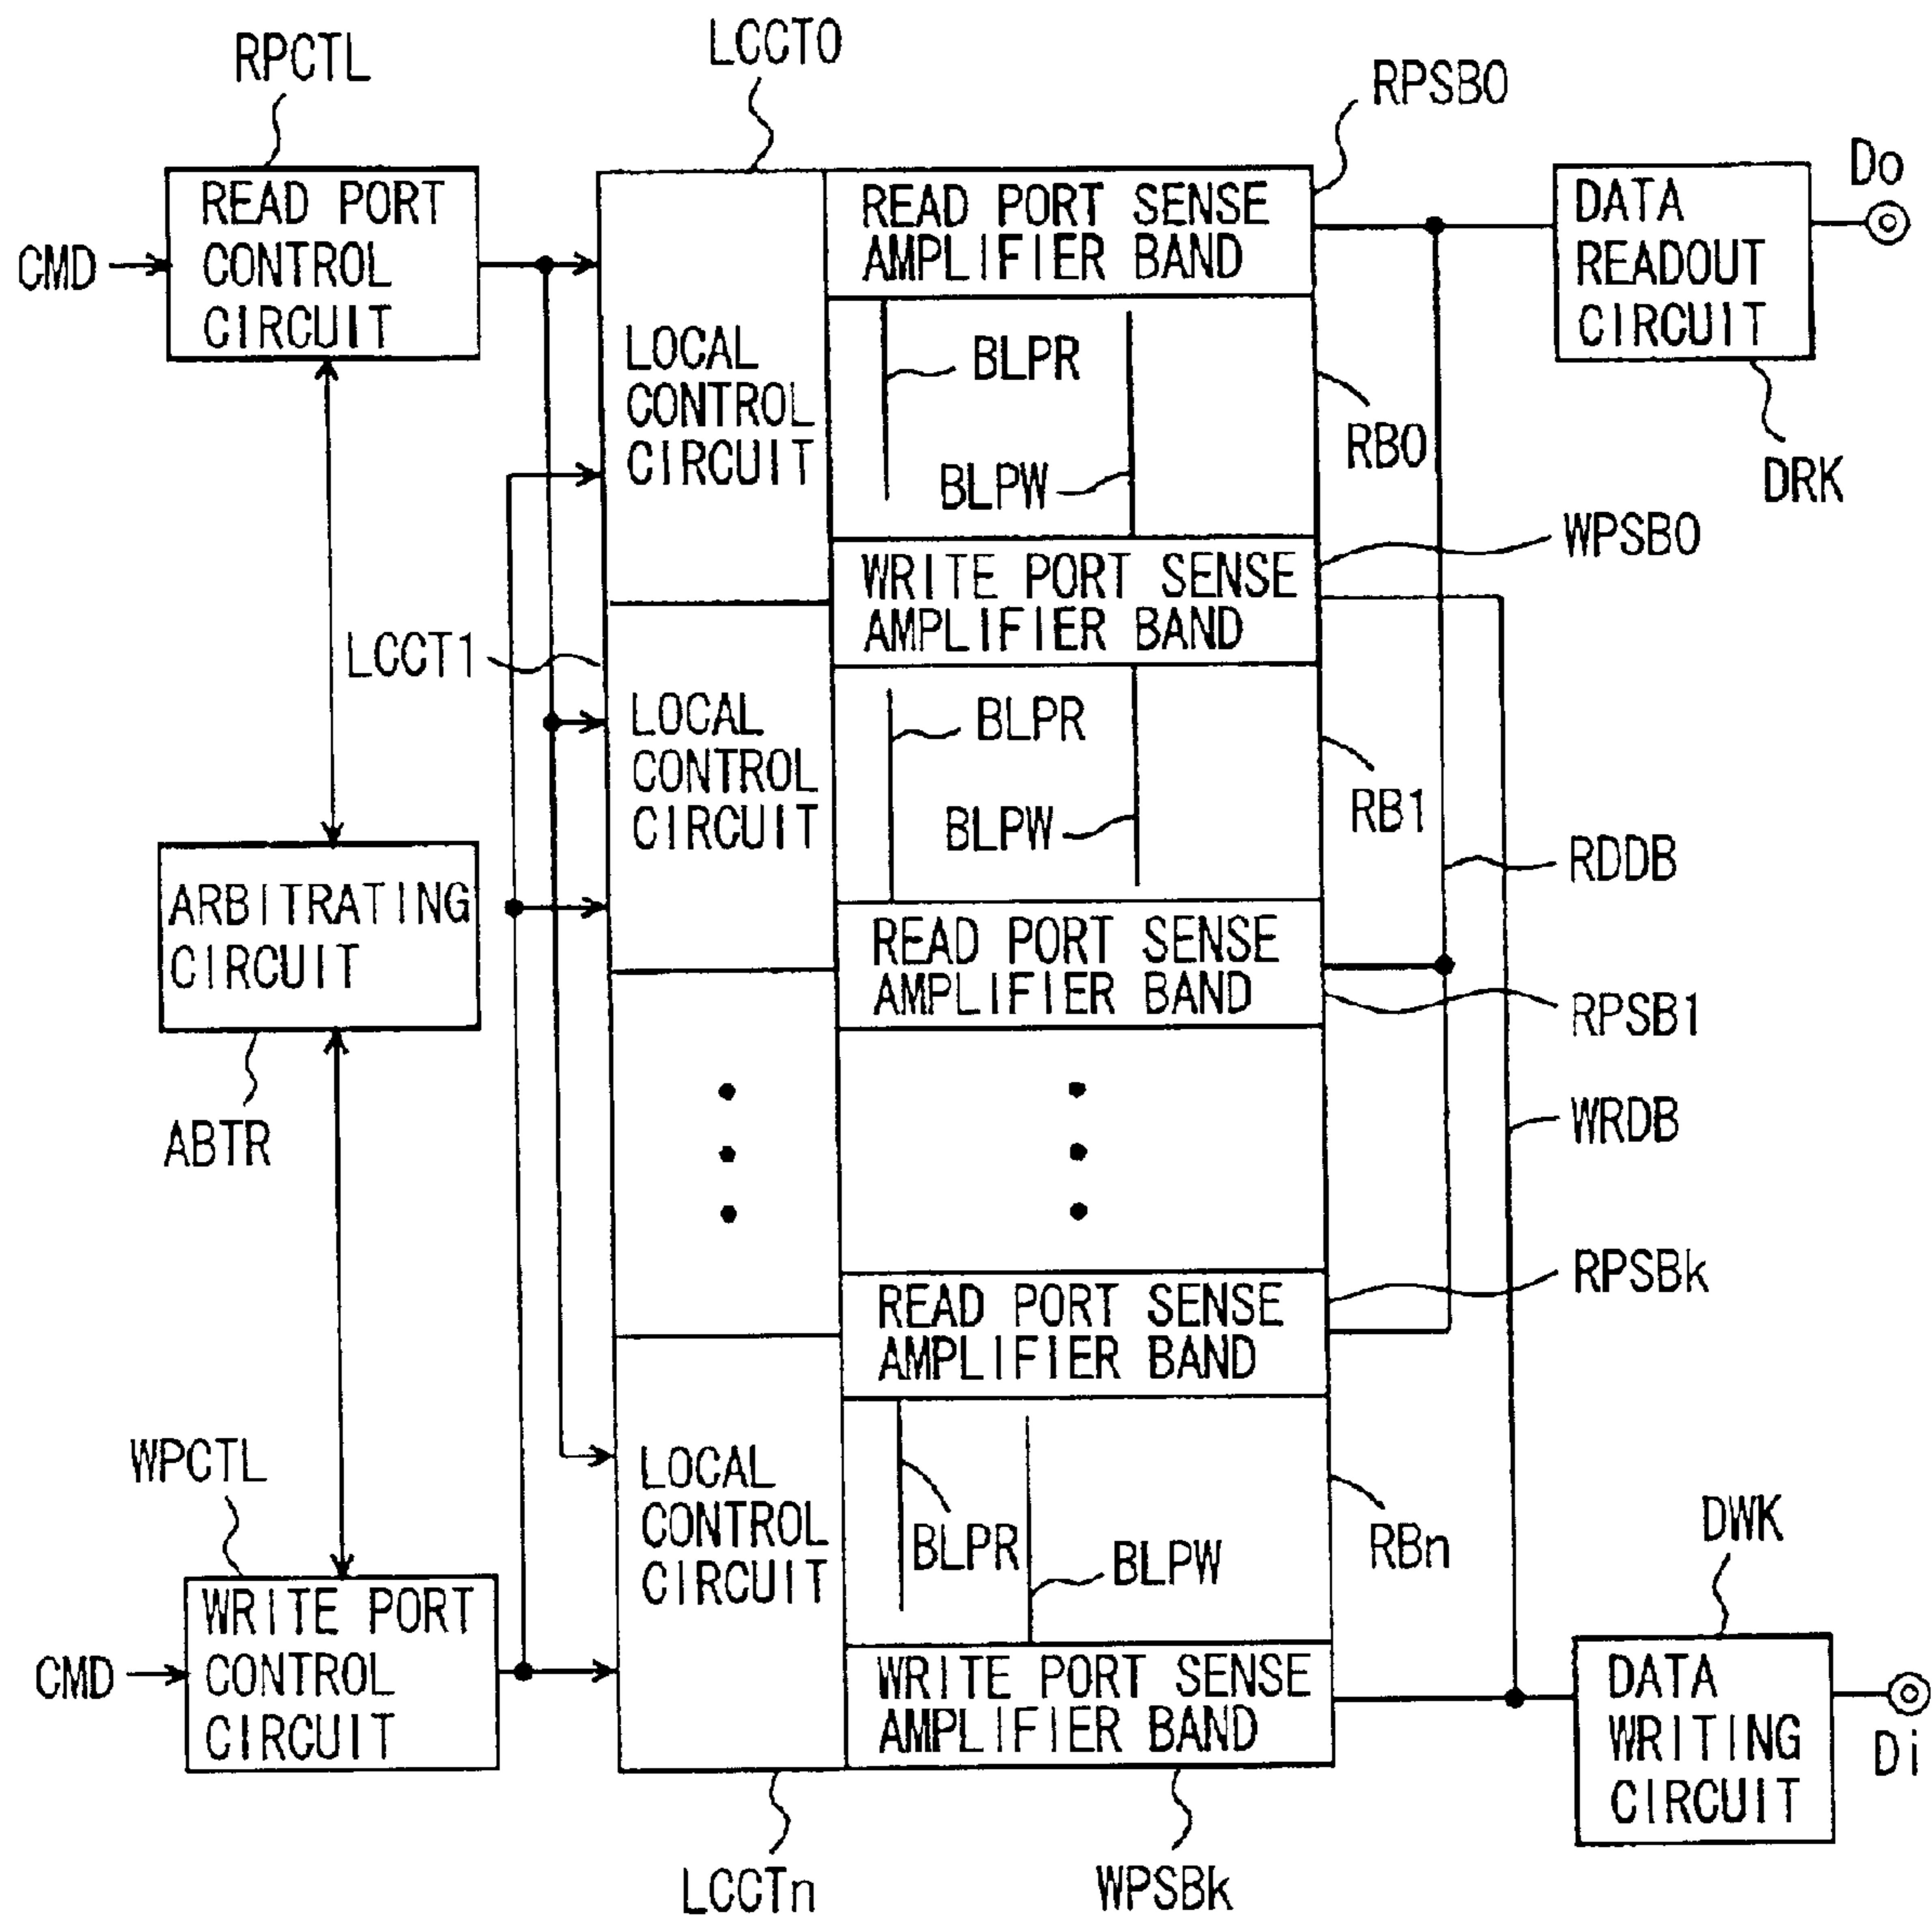 LCCT0
RPCTL
RPSB0
Do
READ PORT
CONTROL
CIRCUIT
CMD
READ PORT SENSE
AMPLIFIER BAND
DATA
READOUT
CIRCUIT
LOCAL
CONTROL
CIRCUIT
BLPR
BLPW
RB0
DRK
WPSB0
WRITE PORT SENSE
AMPLIFIER BAND
LCCT1
LOCAL
CONTROL
CIRCUIT
BLPR
BLPW
RB1
RDDB
ARBITRATING
CIRCUIT
READ PORT SENSE
AMPLIFIER BAND
RPSB1
ABTR
WRDB
RPSBk
READ PORT SENSE
AMPLIFIER BAND
WPCTL
LOCAL
CONTROL
CIRCUIT
BLPR
BLPW
RBn
DWK
WRITE PORT
CONTROL
CIRCUIT
CMD
WRITE PORT SENSE
AMPLIFIER BAND
DATA
WRITING
CIRCUIT
Di
LCCTn
WPSBk